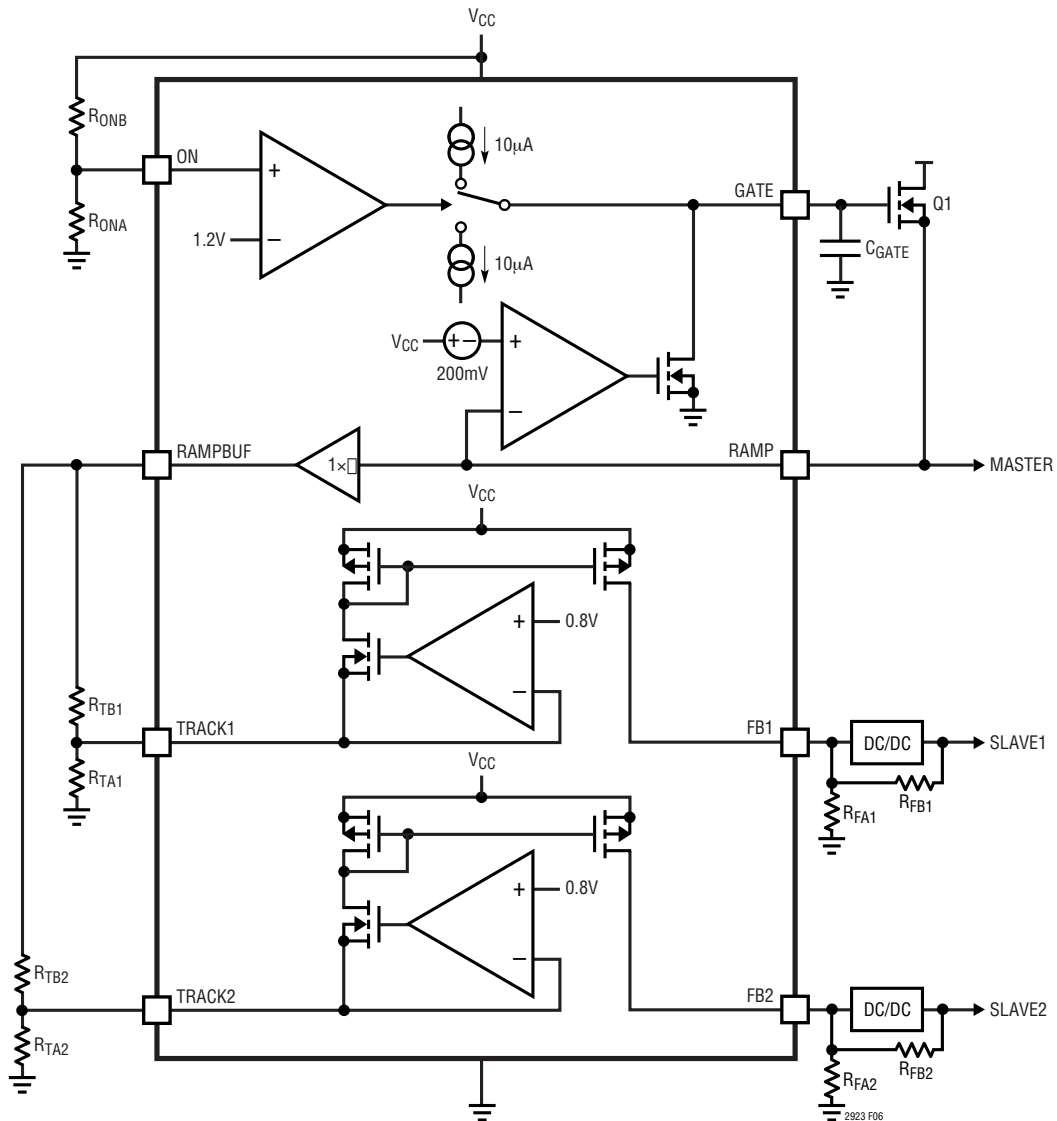 VCC
RONB
ON
10µA
GATE
Q1
RONA
+
1.2V
−
CGATE
10µA
VCC
+−
+
200mV
−
RAMPBUF
1×
RAMP
MASTER
VCC
+
0.8V
−
RTB1
TRACK1
FB1
DC/DC
SLAVE1
RTA1
VCC
RFA1
RFB1
+
0.8V
−
RTB2
TRACK2
FB2
DC/DC
SLAVE2
RTA2
RFA2
RFB2
2923 F06